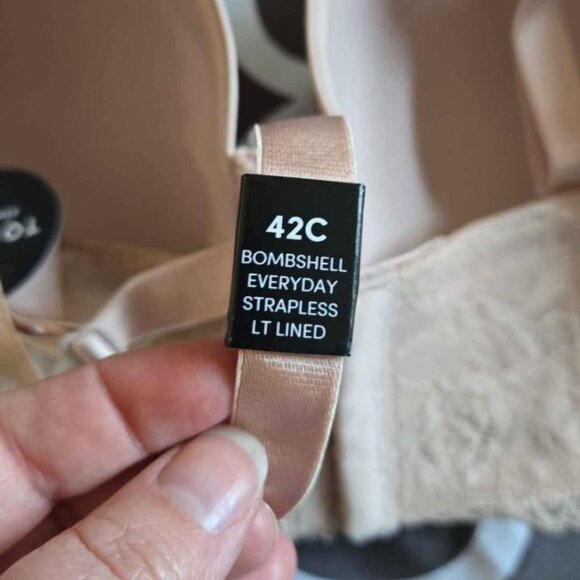 42C
BOMBSHELL
EVERYDAY
STRAPLESS
LT LINED